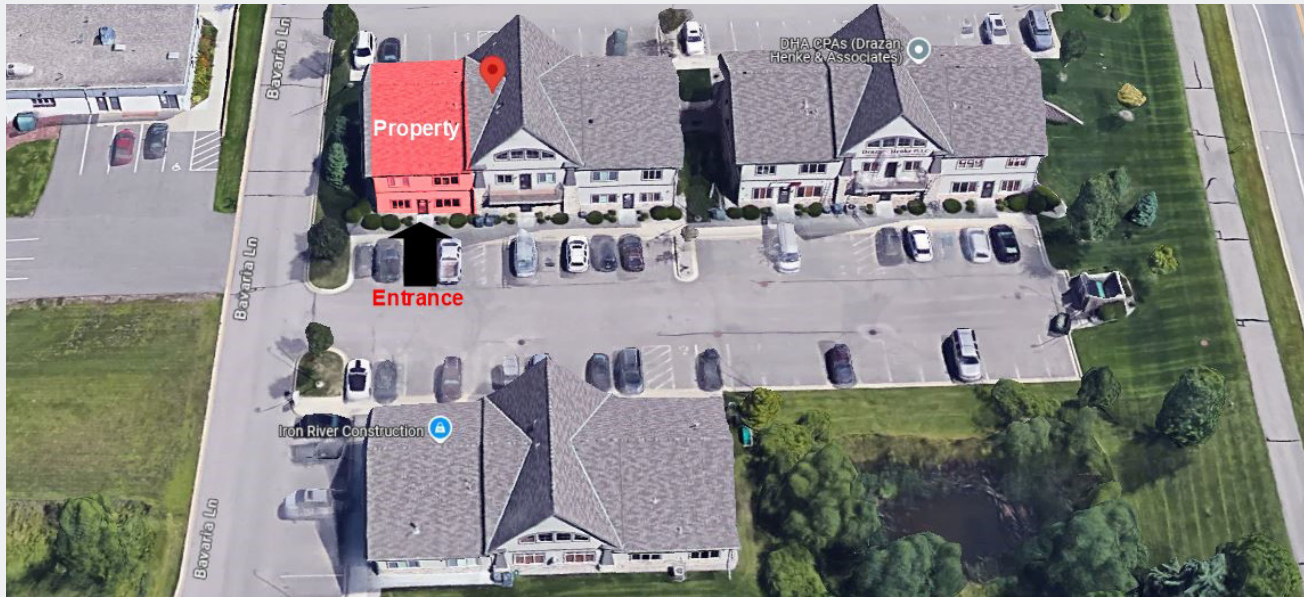 Bavaria Ln
DHA CPAs (Drazan,
Henke & Associates)
Property
Bavaria Ln
Entrance
Iron River Construction
Bavaria Ln